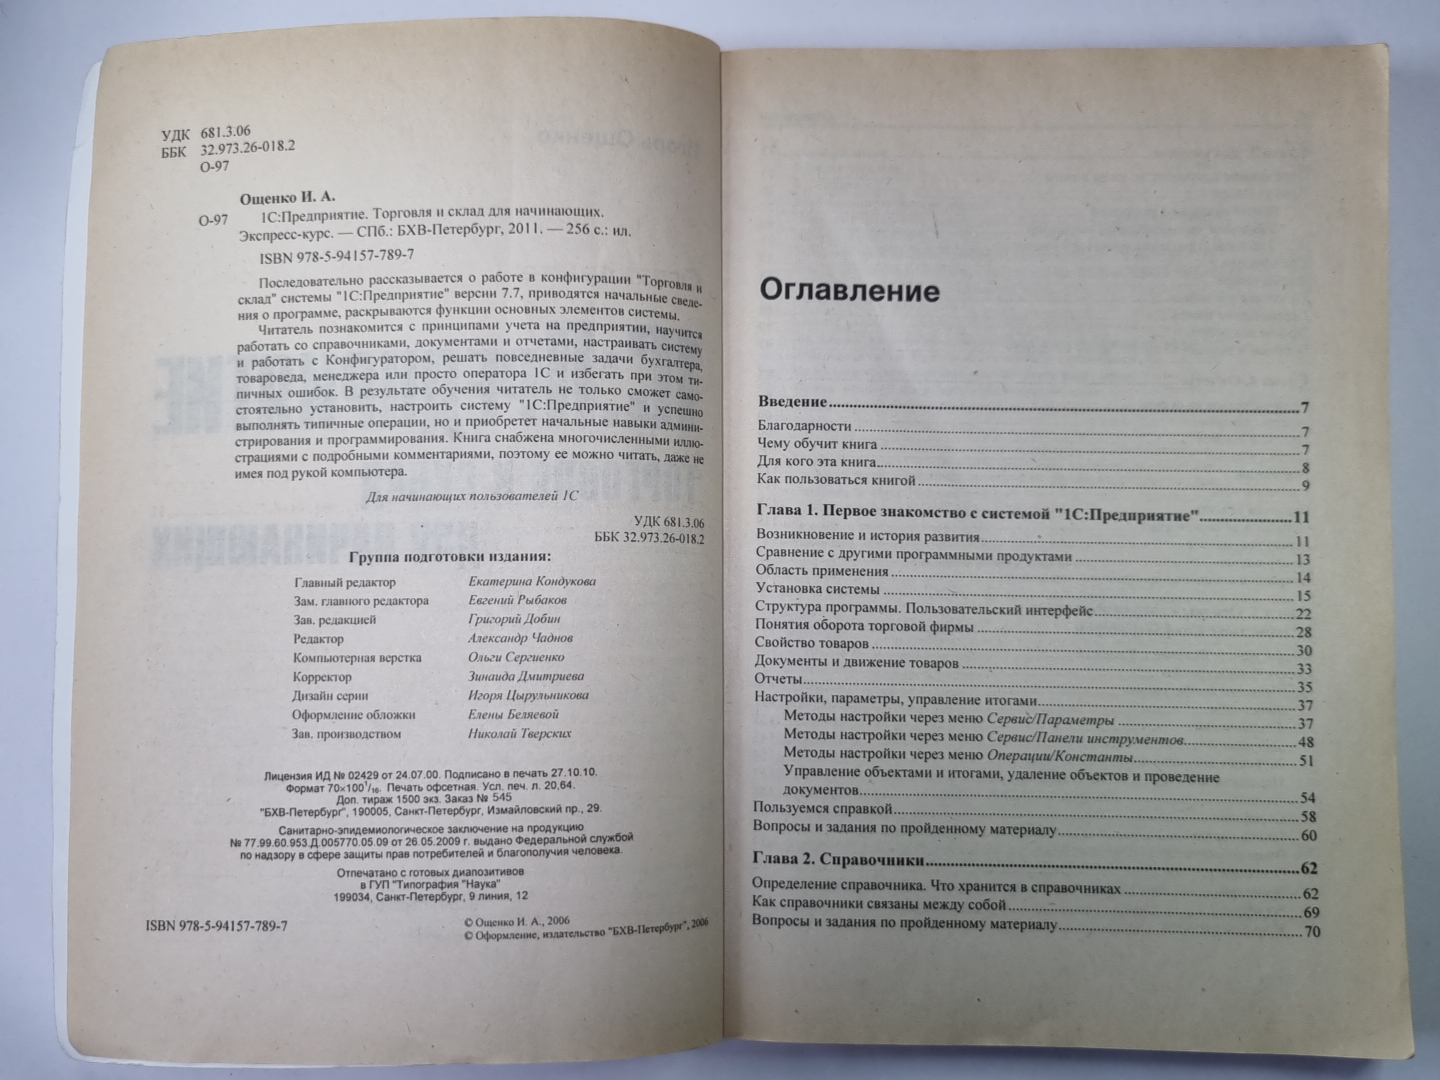 УДК 681.3.06
ББК 32.973.26-018.2
О-97
Ощенко И. А.
О-97 1С:Предприятие. Торговля и склад для начинающих.
Экспресс-курс. — СПб.: БХВ-Петербург, 2011. — 256 с.: ил.
ISBN 978-5-94157-789-7
Последовательно рассказывается о работе в конфигурации "Торговля и
склад" системы "1С:Предприятие" версии 7.7, приводятся начальные сведе-
ния о программе, раскрываются функции основных элементов системы.
Читатель познакомится с принципами учета на предприятии, научится
работать со справочниками, документами и отчетами, настраивать систему
и работать с Конфигуратором, решать повседневные задачи бухгалтера,
товароведа, менеджера или просто оператора 1С и избегать при этом ти-
пичных ошибок. В результате обучения читатель не только сможет само-
стоятельно установить, настроить систему "1С:Предприятие" и успешно
выполнять типичные операции, но и приобретет начальные навыки админи-
стрирования и программирования. Книга снабжена многочисленными иллю-
страциями с подробными комментариями, поэтому ее можно читать, даже не
имея под рукой компьютера.
Для начинающих пользователей 1С
УДК 681.3.06
ББК 32.973.26-018.2
Группа подготовки издания:
Главный редактор Екатерина Кондукова
Зам. главного редактора Евгений Рыбаков
Зав. редакцией Григорий Добин
Редактор Александр Чаднов
Компьютерная верстка Ольги Сергиенко
Корректор Зинаида Дмитриева
Дизайн серии Игоря Цырульникова
Оформление обложки Елены Беляевой
Зав. производством Николай Тверских
Лицензия ИД № 02429 от 24.07.00. Подписано в печать 27.10.10.
Формат 70×100 1/16. Печать офсетная. Усл. печ. л. 20,64.
Доп. тираж 1500 экз. Заказ № 545
"БХВ-Петербург", 190005, Санкт-Петербург, Измайловский пр., 29.
Санитарно-эпидемиологическое заключение на продукцию
№ 77.99.60.953.Д.005770.05.09 от 26.05.2009 г. выдано Федеральной службой
по надзору в сфере защиты прав потребителей и благополучия человека.
Отпечатано с готовых диапозитивов
в ГУП "Типография "Наука"
199034, Санкт-Петербург, 9 линия, 12
ISBN 978-5-94157-789-7
© Ощенко И. А., 2006
© Оформление, издательство "БХВ-Петербург", 2006
Оглавление
Введение 7
Благодарности 7
Чему обучит книга 7
Для кого эта книга 8
Как пользоваться книгой 9
Глава 1. Первое знакомство с системой "1С:Предприятие" 11
Возникновение и история развития 11
Сравнение с другими программными продуктами 13
Область применения 14
Установка системы 15
Структура программы. Пользовательский интерфейс 22
Понятия оборота торговой фирмы 28
Свойство товаров 30
Документы и движение товаров 33
Отчеты 35
Настройки, параметры, управление итогами 37
Методы настройки через меню Сервис/Параметры 37
Методы настройки через меню Сервис/Панели инструментов 48
Методы настройки через меню Операции/Константы 51
Управление объектами и итогами, удаление объектов и проведение
документов 54
Пользуемся справкой 58
Вопросы и задания по пройденному материалу 60
Глава 2. Справочники 62
Определение справочника. Что хранится в справочниках 62
Как справочники связаны между собой 69
Вопросы и задания по пройденному материалу 70